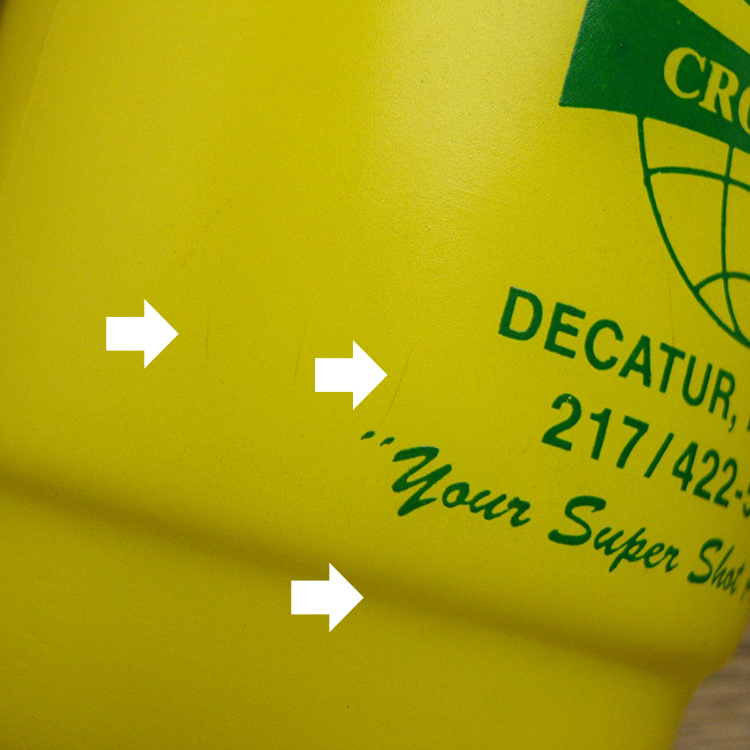 CRO
DECATUR,
217/422-
"Your Super Shot